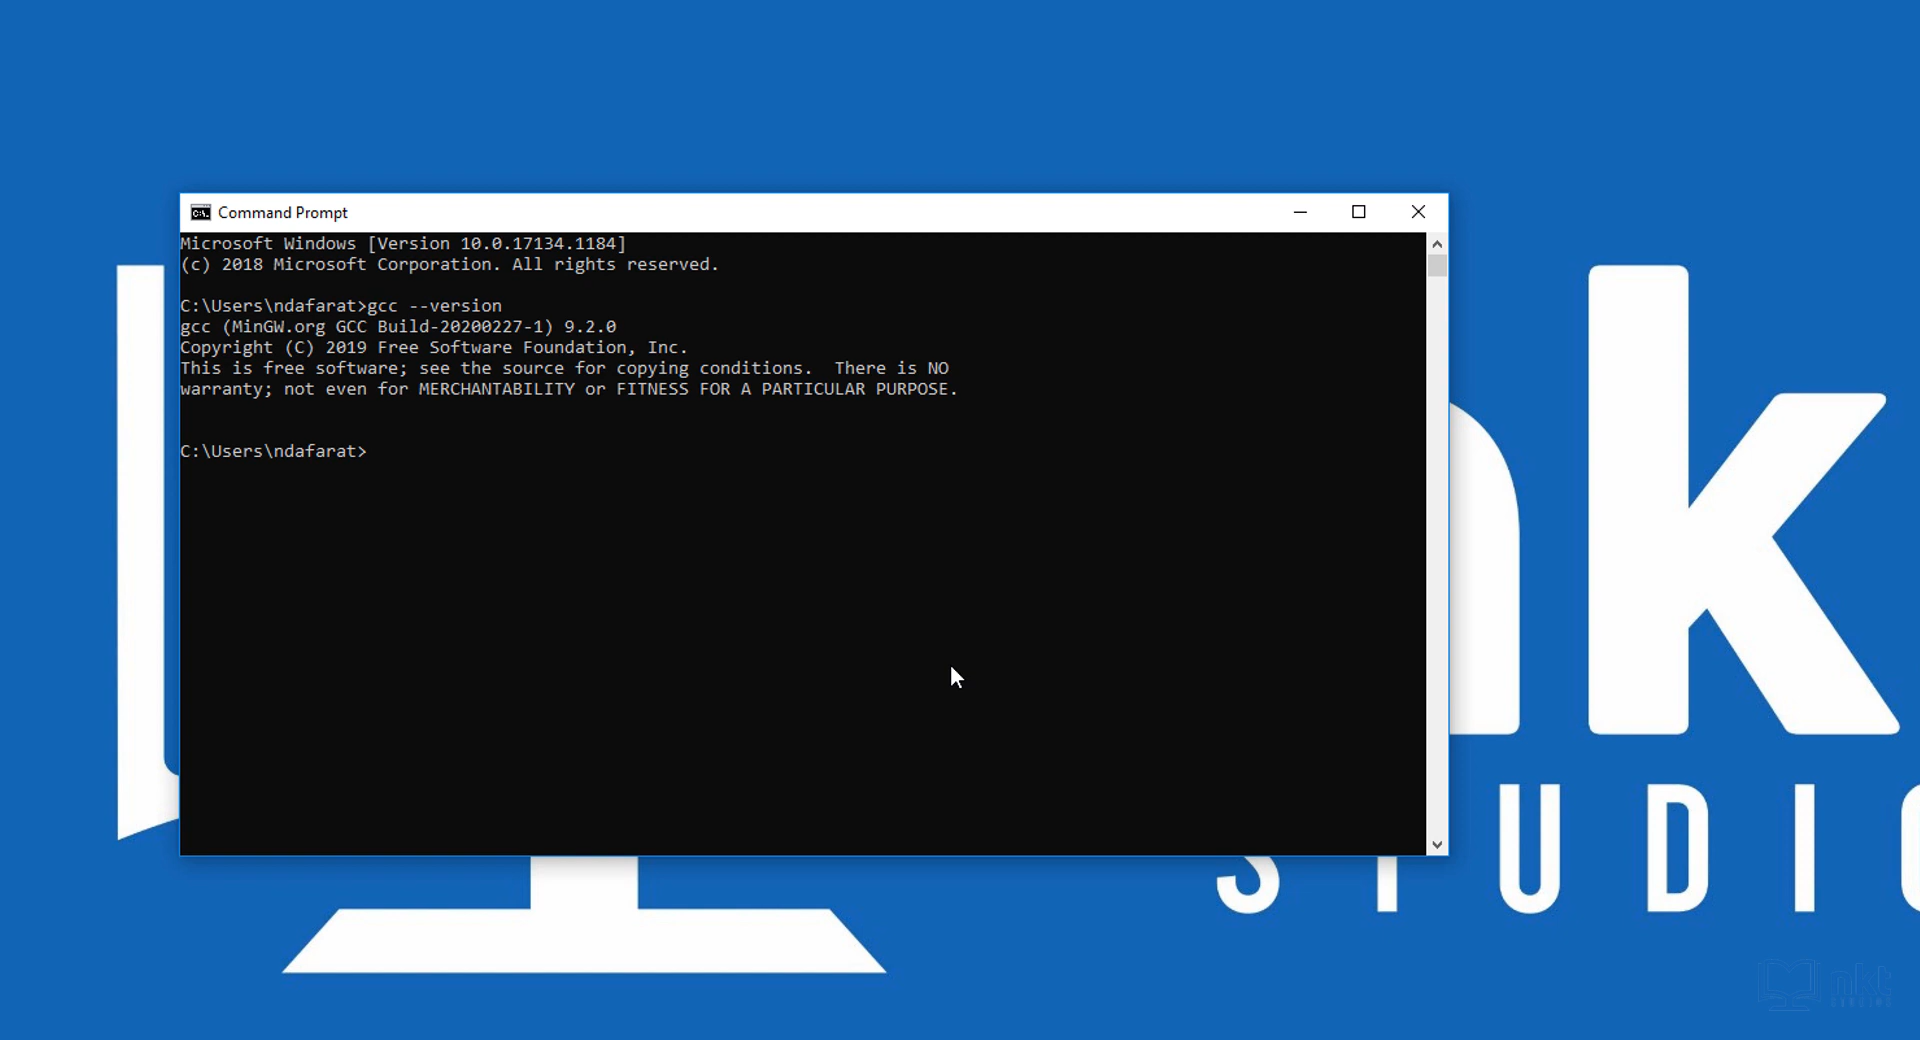 Command Prompt
Microsoft Windows [Version 10.0.17134.1184]
(c) 2018 Microsoft Corporation. All rights reserved.
C:\Users\ndafarat>gcc --version
gcc (MinGW.org GCC Build-20200227-1) 9.2.0
Copyright (C) 2019 Free Software Foundation, Inc.
This is free software; see the source for copying conditions.  There is NO
warranty; not even for MERCHANTABILITY or FITNESS FOR A PARTICULAR PURPOSE.
C:\Users\ndafarat>
nk
STUDIO
nkt
STUDIOS